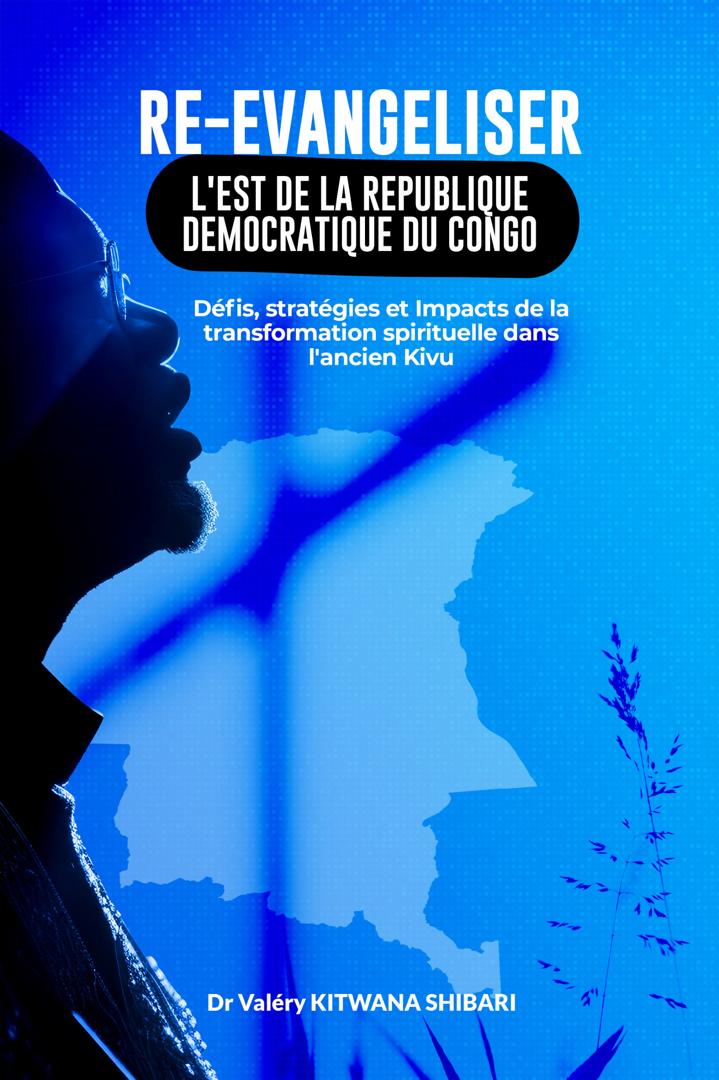 RE-EVANGELISER
L'EST DE LA REPUBLIQUE
DEMOCRATIQUE DU CONGO
Défis, stratégies et Impacts de la
transformation spirituelle dans
l'ancien Kivu
Dr Valéry KITWANA SHIBARI